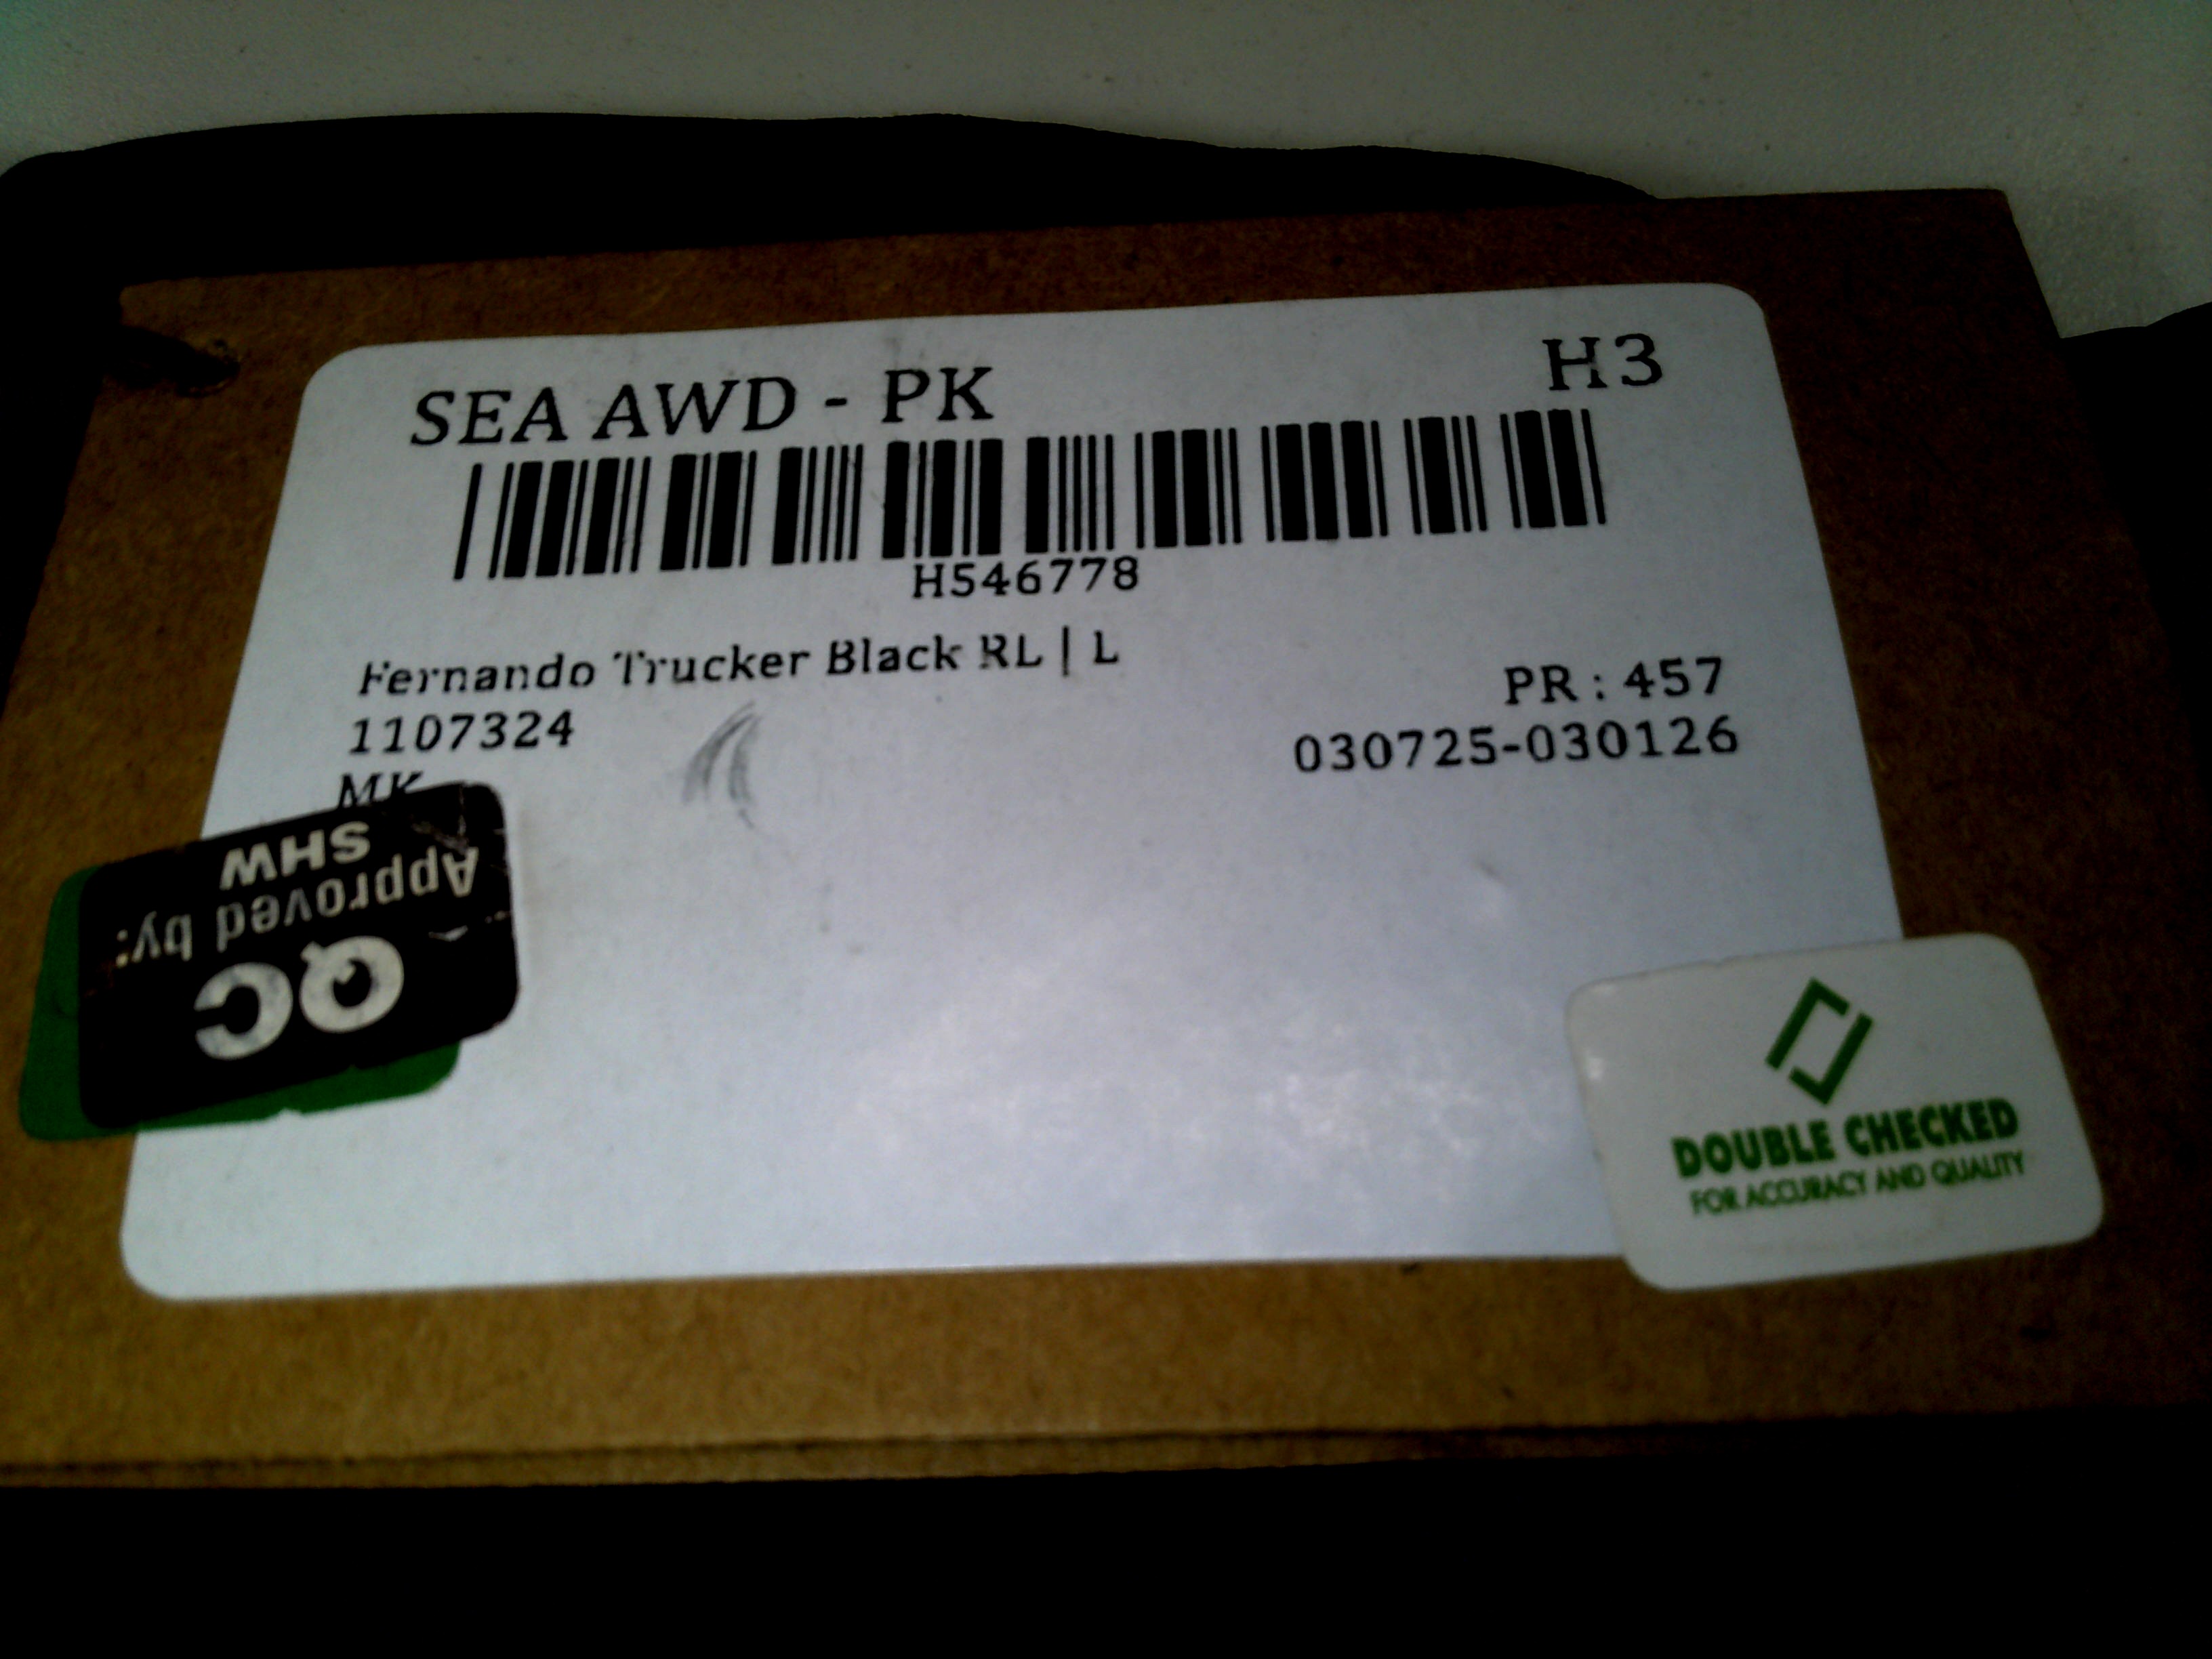 SEA AWD - PK
H3
H546778
Fernando Trucker Black RL | L
1107324
PR : 457
030725-030126
MK
QC
Approved by:
SHW
DOUBLE CHECKED
FOR ACCURACY AND QUALITY